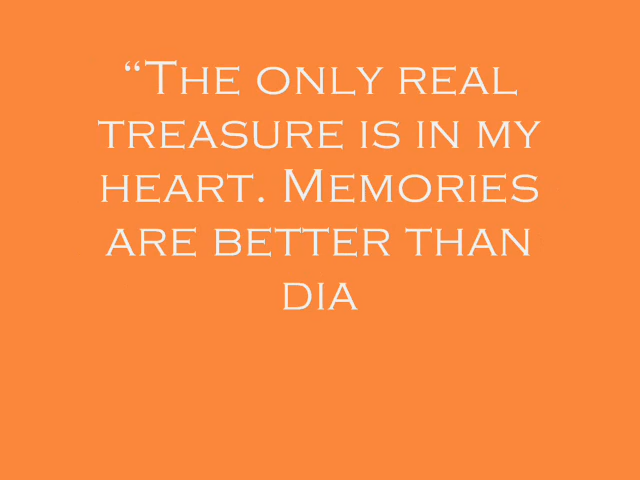 “The only real
treasure is in my
heart. Memories
are better than
dia